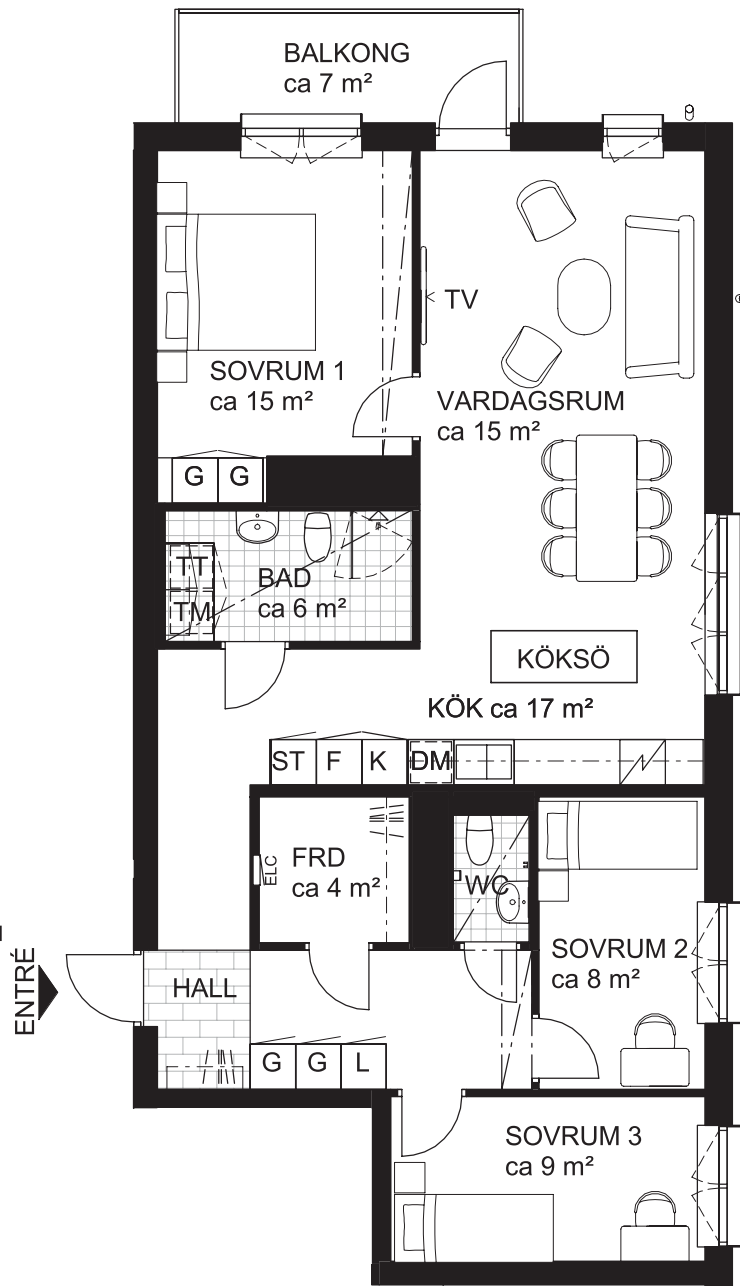 BALKONG
ca 7 m²
TV
SOVRUM 1
ca 15 m²
VARDAGSRUM
ca 15 m²
G G
TT
BAD
TM
ca 6 m²
KÖKSÖ
KÖK ca 17 m²
ST F K DM
FRD
ca 4 m²
ELC
WC
SOVRUM 2
ca 8 m²
ENTRÉ
HALL
G G L
SOVRUM 3
ca 9 m²